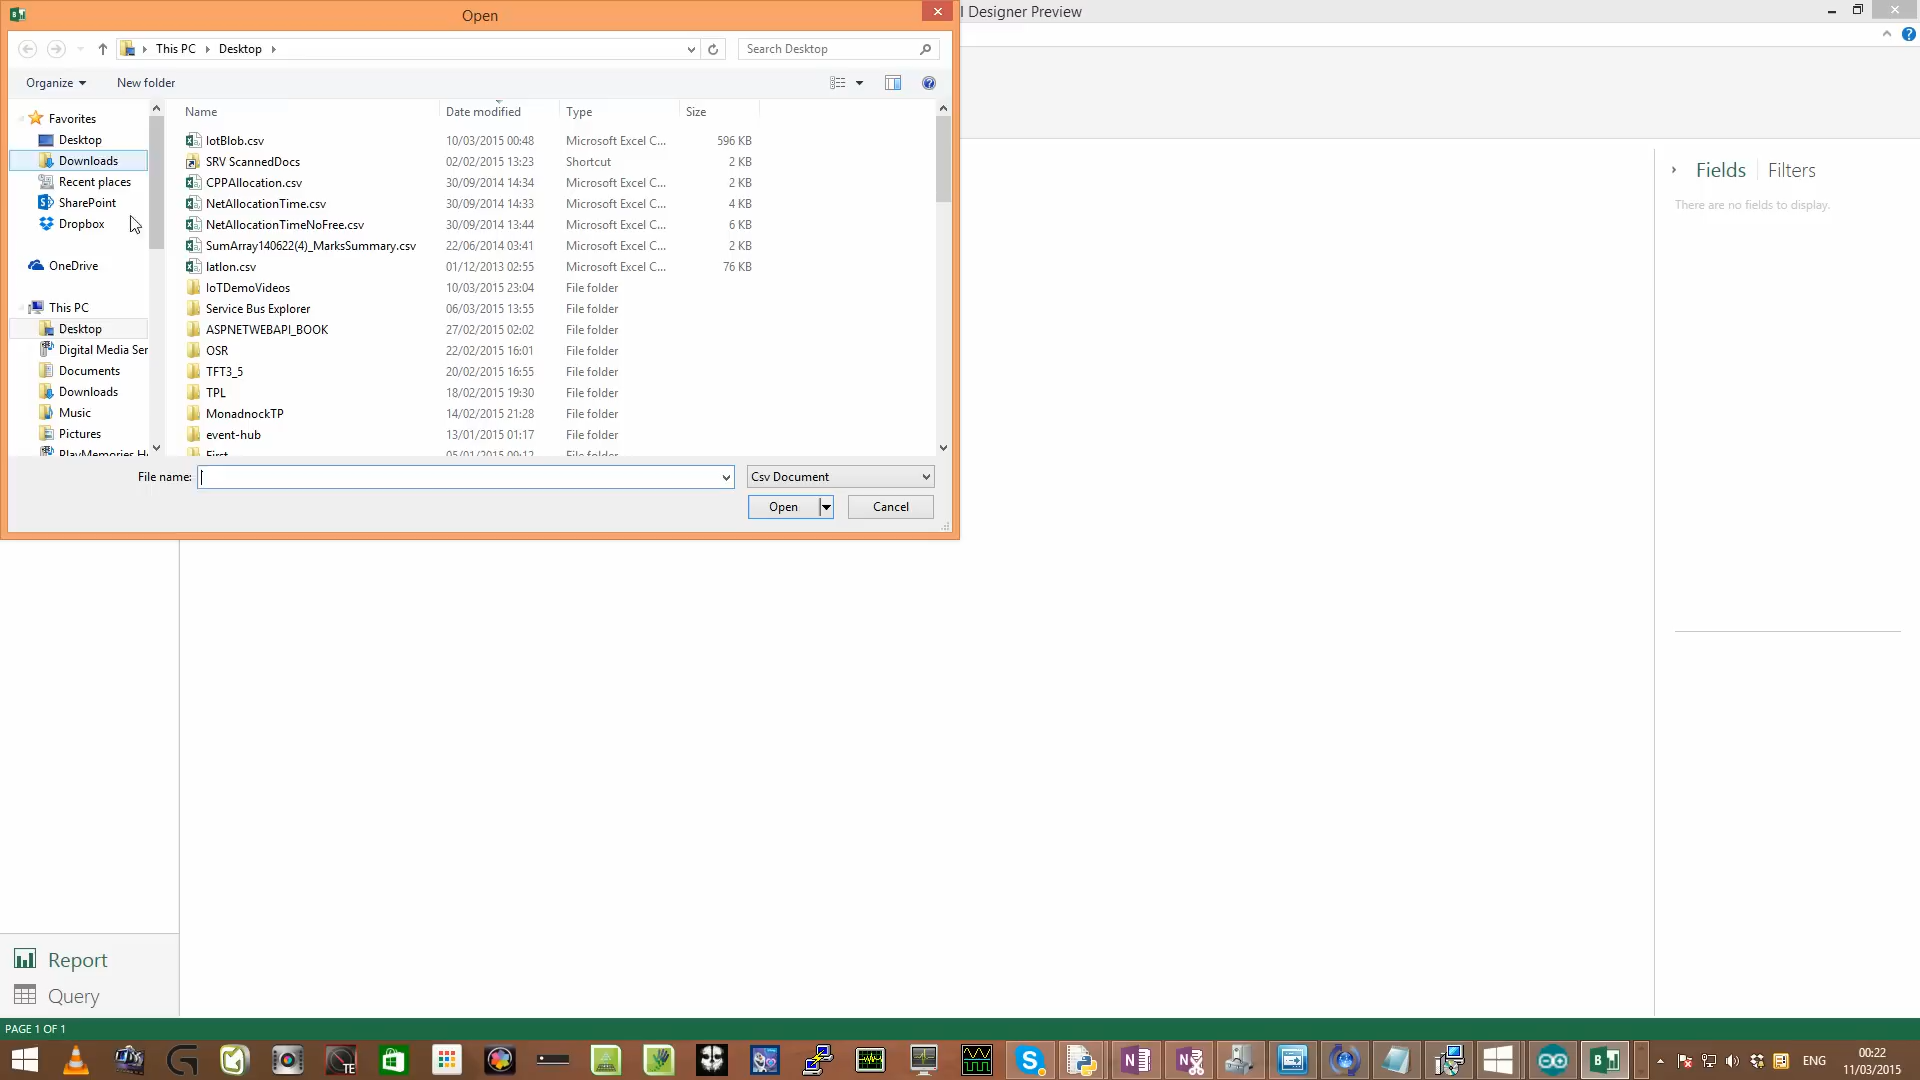 Open
I Designer Preview
This PC
Desktop
Search Desktop
Organize
New folder
Name
Date modified
Type
Size
Favorites
Desktop
Downloads
Recent places
SharePoint
Dropbox
OneDrive
This PC
Desktop
Digital Media Ser
Documents
Downloads
Music
Pictures
PlayMemories H
IotBlob.csv 10/03/2015 00:48 Microsoft Excel C... 596 KB
SRV ScannedDocs 02/02/2015 13:23 Shortcut 2 KB
CPPAllocation.csv 30/09/2014 14:34 Microsoft Excel C... 2 KB
NetAllocationTime.csv 30/09/2014 14:33 Microsoft Excel C... 4 KB
NetAllocationTimeNoFree.csv 30/09/2014 13:44 Microsoft Excel C... 6 KB
SumArray140622(4)_MarksSummary.csv 22/06/2014 03:41 Microsoft Excel C... 2 KB
latlon.csv 01/12/2013 02:55 Microsoft Excel C... 76 KB
IoTDemoVideos 10/03/2015 23:04 File folder
Service Bus Explorer 06/03/2015 13:55 File folder
ASPNETWEBAPI_BOOK 27/02/2015 02:02 File folder
OSR 22/02/2015 16:01 File folder
TFT3_5 20/02/2015 16:55 File folder
TPL 18/02/2015 19:30 File folder
MonadnockTP 14/02/2015 21:28 File folder
event-hub 13/01/2015 01:17 File folder
First 05/01/2015 09:12 File folder
File name:
Csv Document
Open
Cancel
Fields
Filters
There are no fields to display.
Report
Query
PAGE 1 OF 1
TE
ENG
00:22
11/03/2015